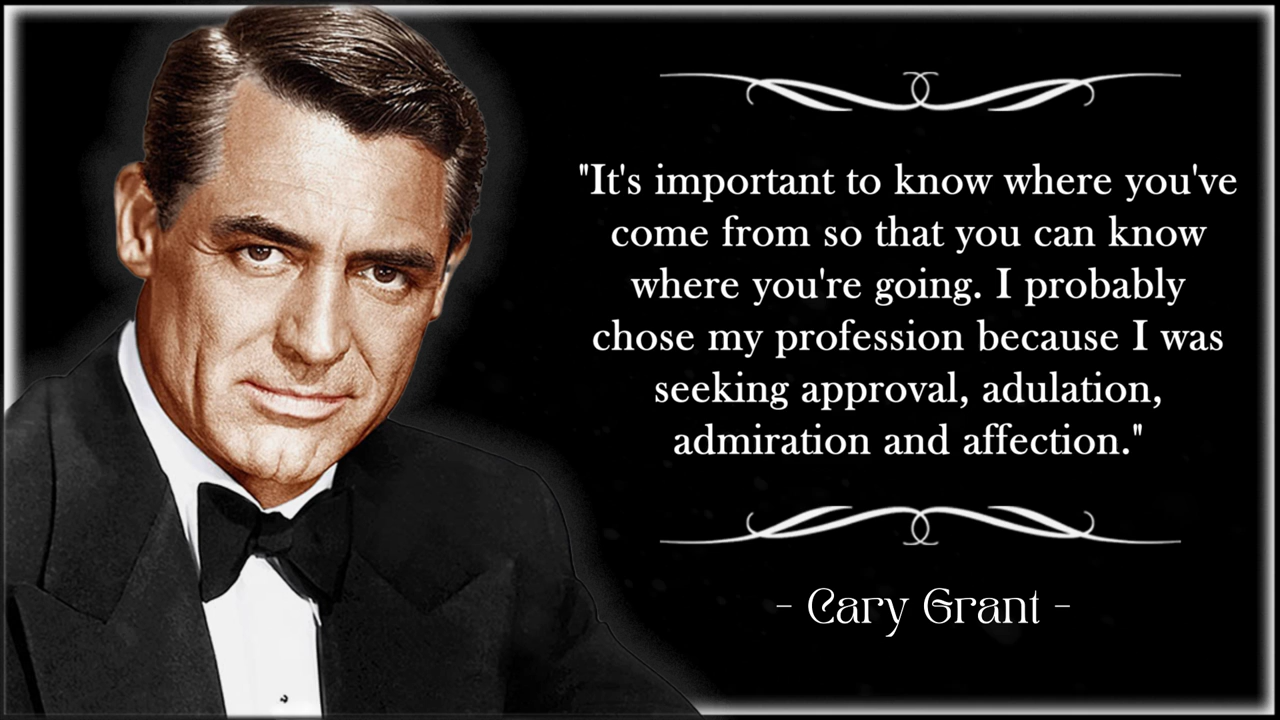 "It's important to know where you've
come from so that you can know
where you're going. I probably
chose my profession because I was
seeking approval, adulation,
admiration and affection."
- Cary Grant -